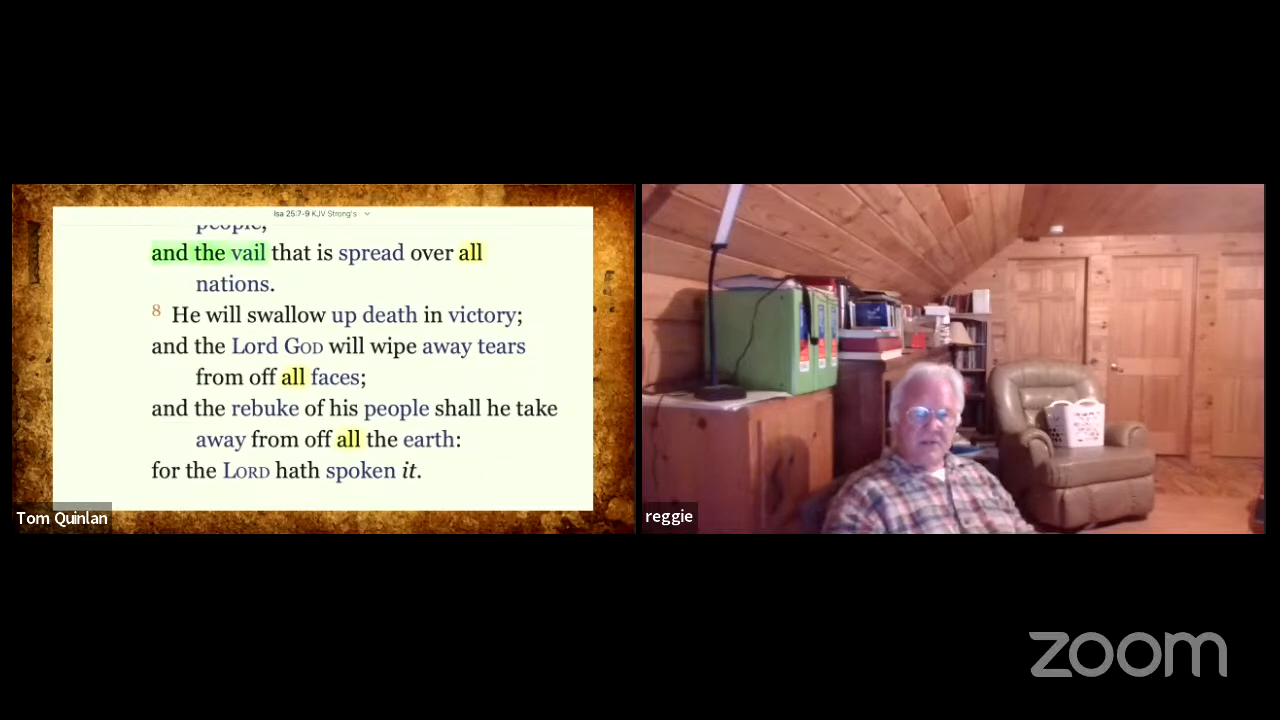 Isa 25:7-9 KJV Strong's
people;
and the vail that is spread over all
nations.
8 He will swallow up death in victory;
and the Lord GOD will wipe away tears
from off all faces;
and the rebuke of his people shall he take
away from off all the earth:
for the LORD hath spoken it.
Tom Quinlan
reggie
zoom